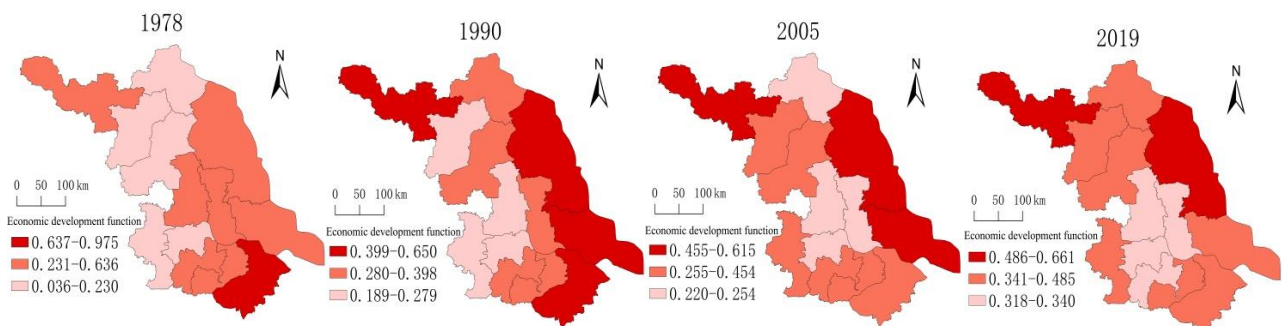 1978
N
0 50 100 km
Economic development function
0.637-0.975
0.231-0.636
0.036-0.230
1990
N
0 50 100 km
Economic development function
0.399-0.650
0.280-0.398
0.189-0.279
2005
N
0 50 100 km
Economic development function
0.455-0.615
0.255-0.454
0.220-0.254
2019
N
0 50 100 km
Economic development function
0.486-0.661
0.341-0.485
0.318-0.340